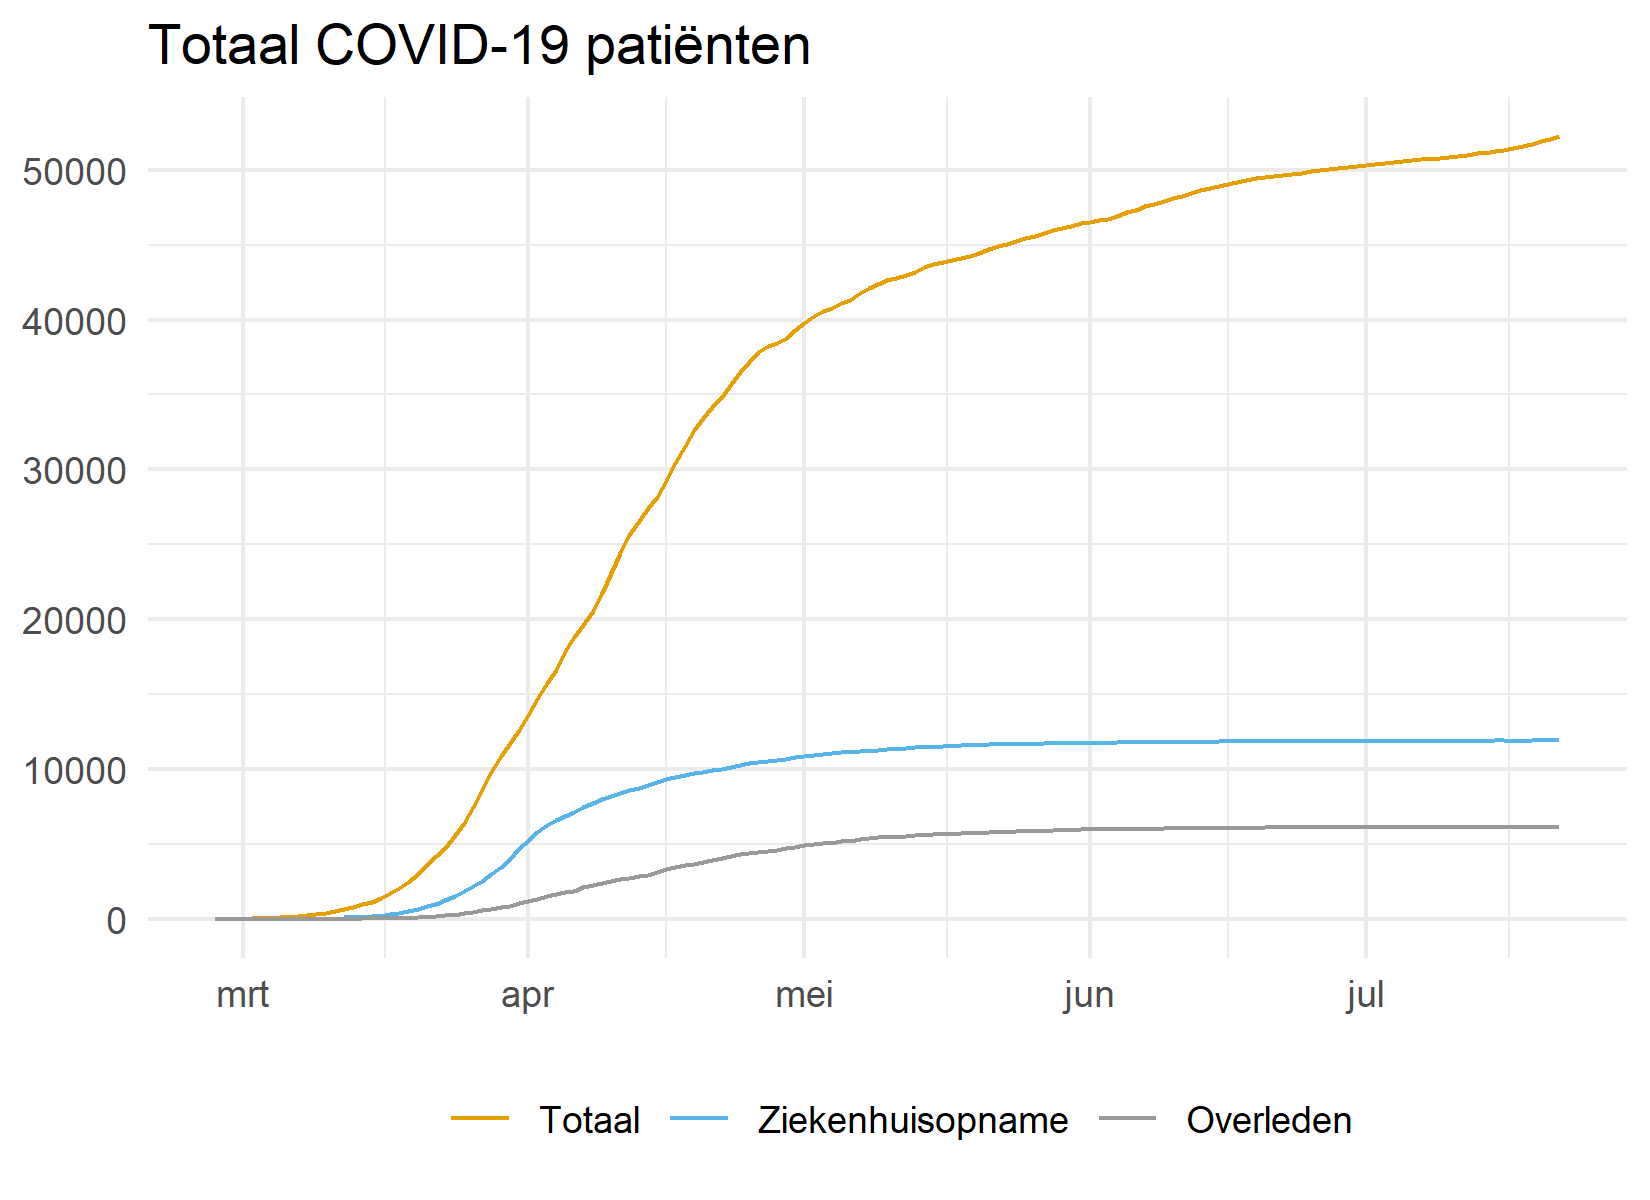 Totaal COVID-19 patiënten
50000
40000
30000
20000
10000
0
mrt apr mei jun jul
Totaal Ziekenhuisopname Overleden